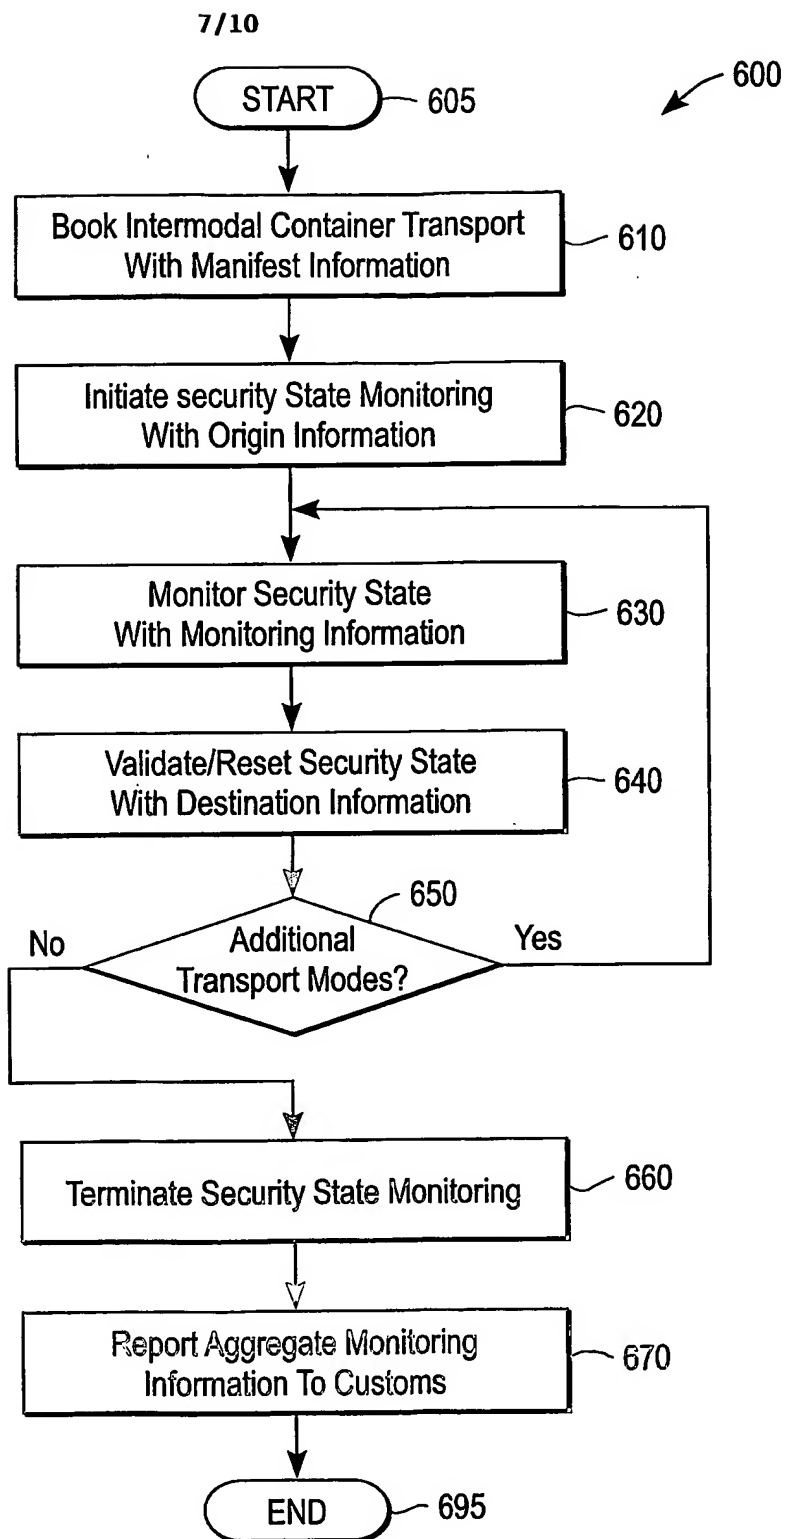 7/10
600
START
605
Book Intermodal Container Transport
With Manifest Information
610
Initiate security State Monitoring
With Origin Information
620
Monitor Security State
With Monitoring Information
630
Validate/Reset Security State
With Destination Information
640
650
No
Additional
Transport Modes?
Yes
Terminate Security State Monitoring
660
Report Aggregate Monitoring
Information To Customs
670
END
695